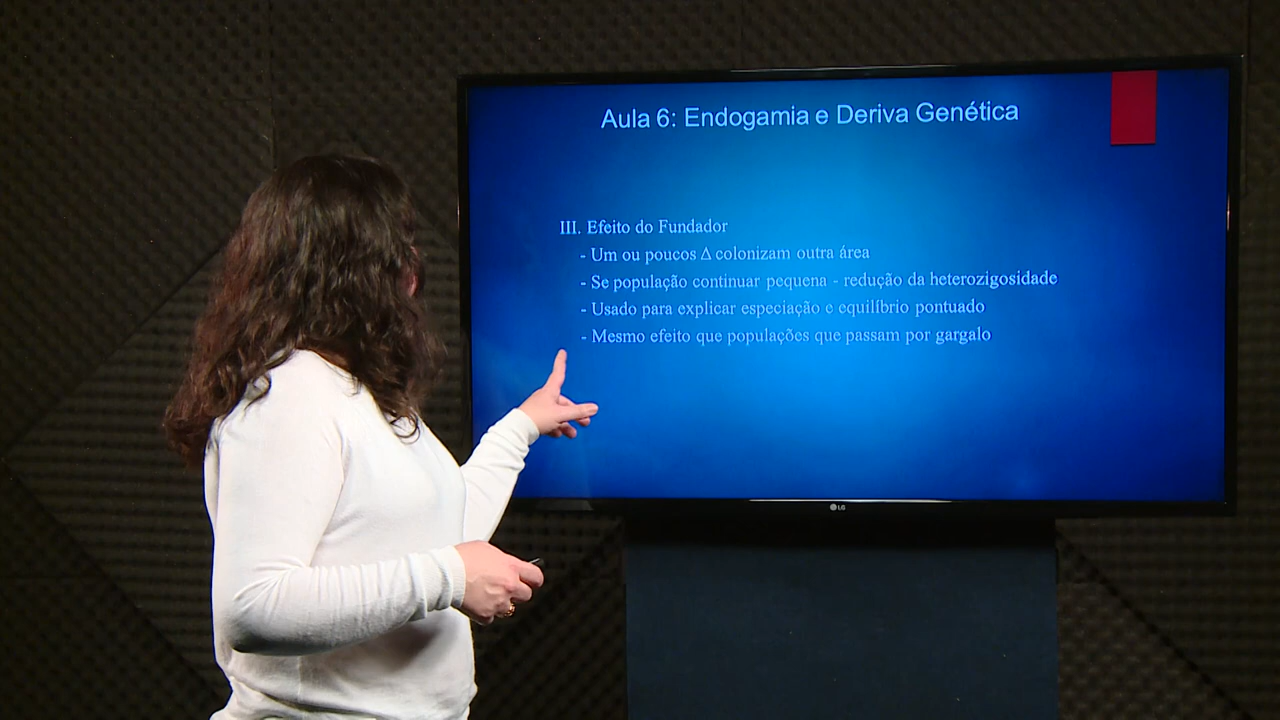 Aula 6: Endogamia e Deriva Genética
III. Efeito do Fundador
- Um ou poucos Δ colonizam outra área
- Se população continuar pequena - redução da heterozigosidade
- Usado para explicar especiação e equilíbrio pontuado
- Mesmo efeito que populações que passam por gargalo
LG